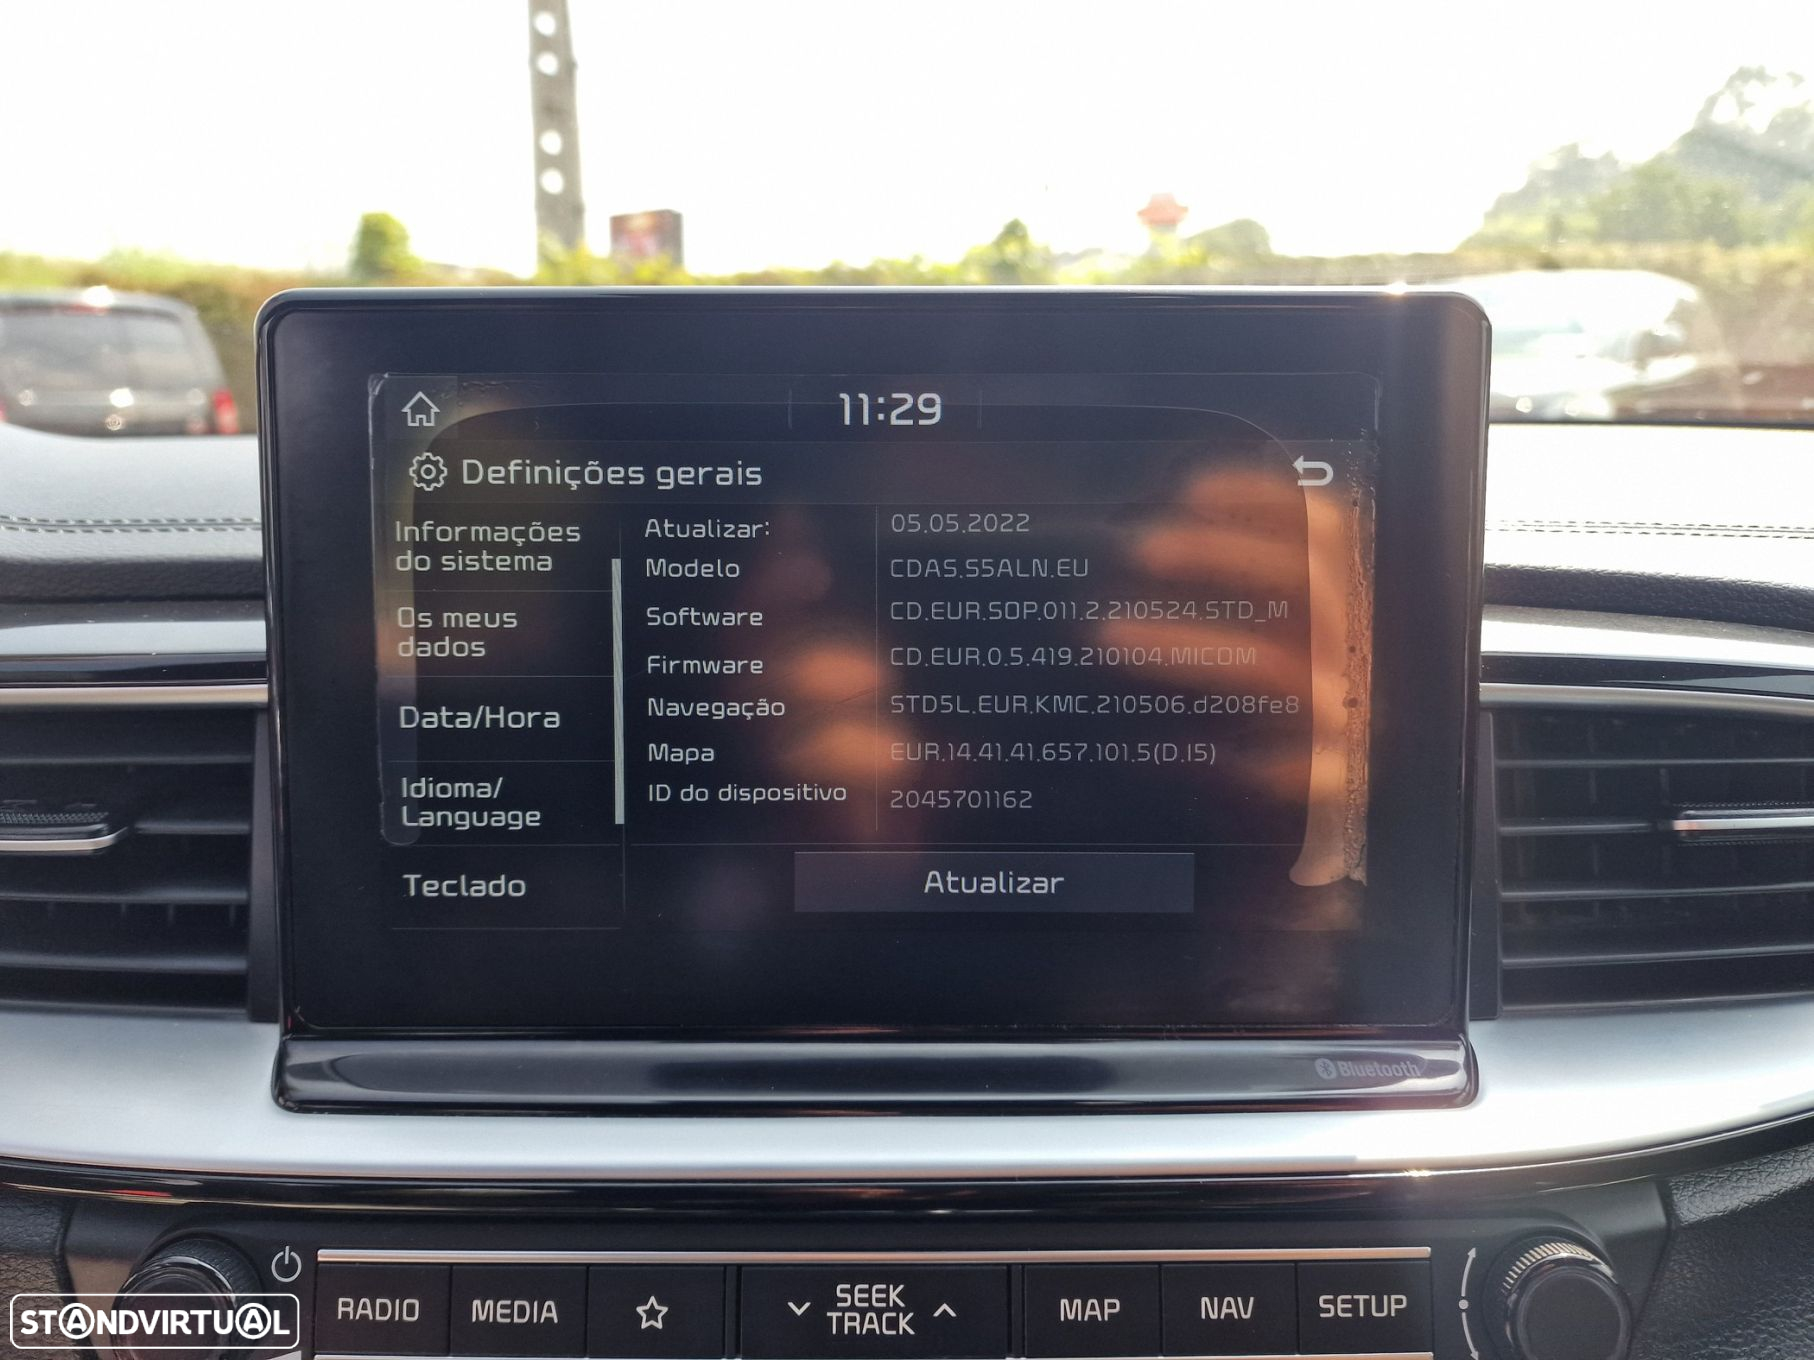 11:29
Definições gerais
Informações
do sistema
Os meus
dados
Data/Hora
Idioma/
Language
Teclado
Atualizar: 05.05.2022
Modelo CDAS.S5ALN.EU
Software CD.EUR.SOP.011.2.210524.STD_M
Firmware CD.EUR.0.5.419.210104.MICOM
Navegação STD5L.EUR.KMC.210506.d208fe8
Mapa EUR.14.41.41.657.101.5(D.I5)
ID do dispositivo 2045701162
Atualizar
Bluetooth
RADIO MEDIA SEEK TRACK MAP NAV SETUP
STANDVIRTUAL